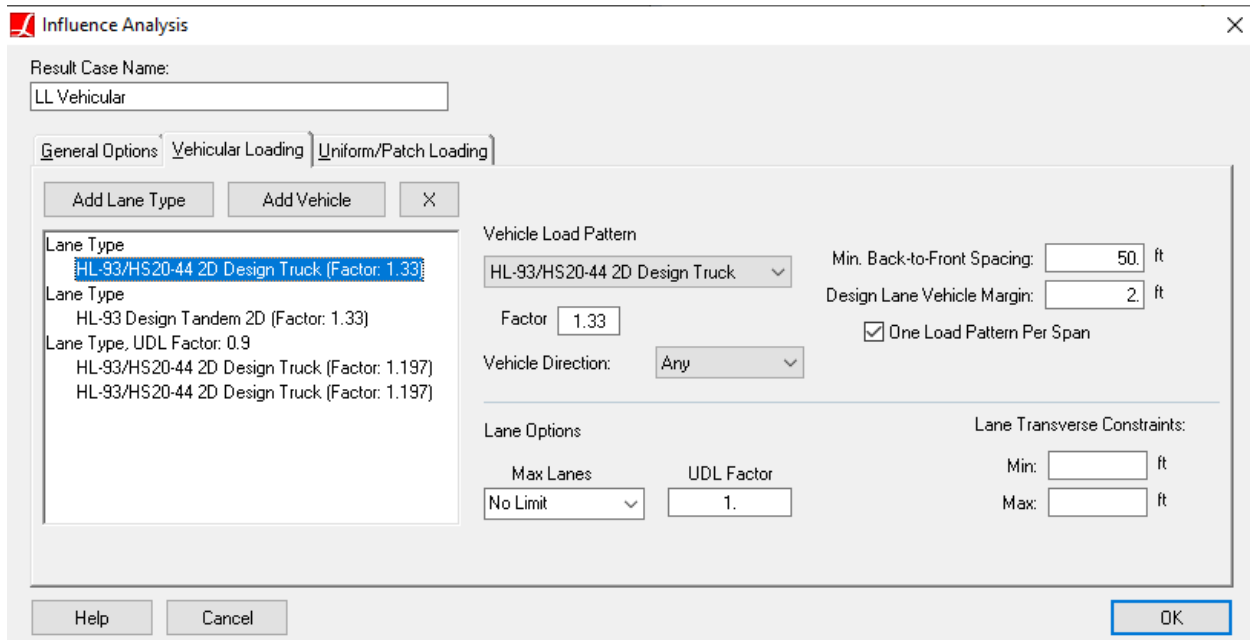 Influence Analysis
Result Case Name:
LL Vehicular
General Options Vehicular Loading Uniform/Patch Loading
Add Lane Type Add Vehicle X
Lane Type
HL-93/HS20-44 2D Design Truck (Factor: 1.33)
Lane Type
HL-93 Design Tandem 2D (Factor: 1.33)
Lane Type, UDL Factor: 0.9
HL-93/HS20-44 2D Design Truck (Factor: 1.197)
HL-93/HS20-44 2D Design Truck (Factor: 1.197)
Vehicle Load Pattern
HL-93/HS20-44 2D Design Truck
Factor 1.33
Vehicle Direction: Any
Min. Back-to-Front Spacing: 50. ft
Design Lane Vehicle Margin: 2. ft
One Load Pattern Per Span
Lane Options
Max Lanes UDL Factor
No Limit 1.
Lane Transverse Constraints:
Min: ft
Max: ft
Help Cancel OK